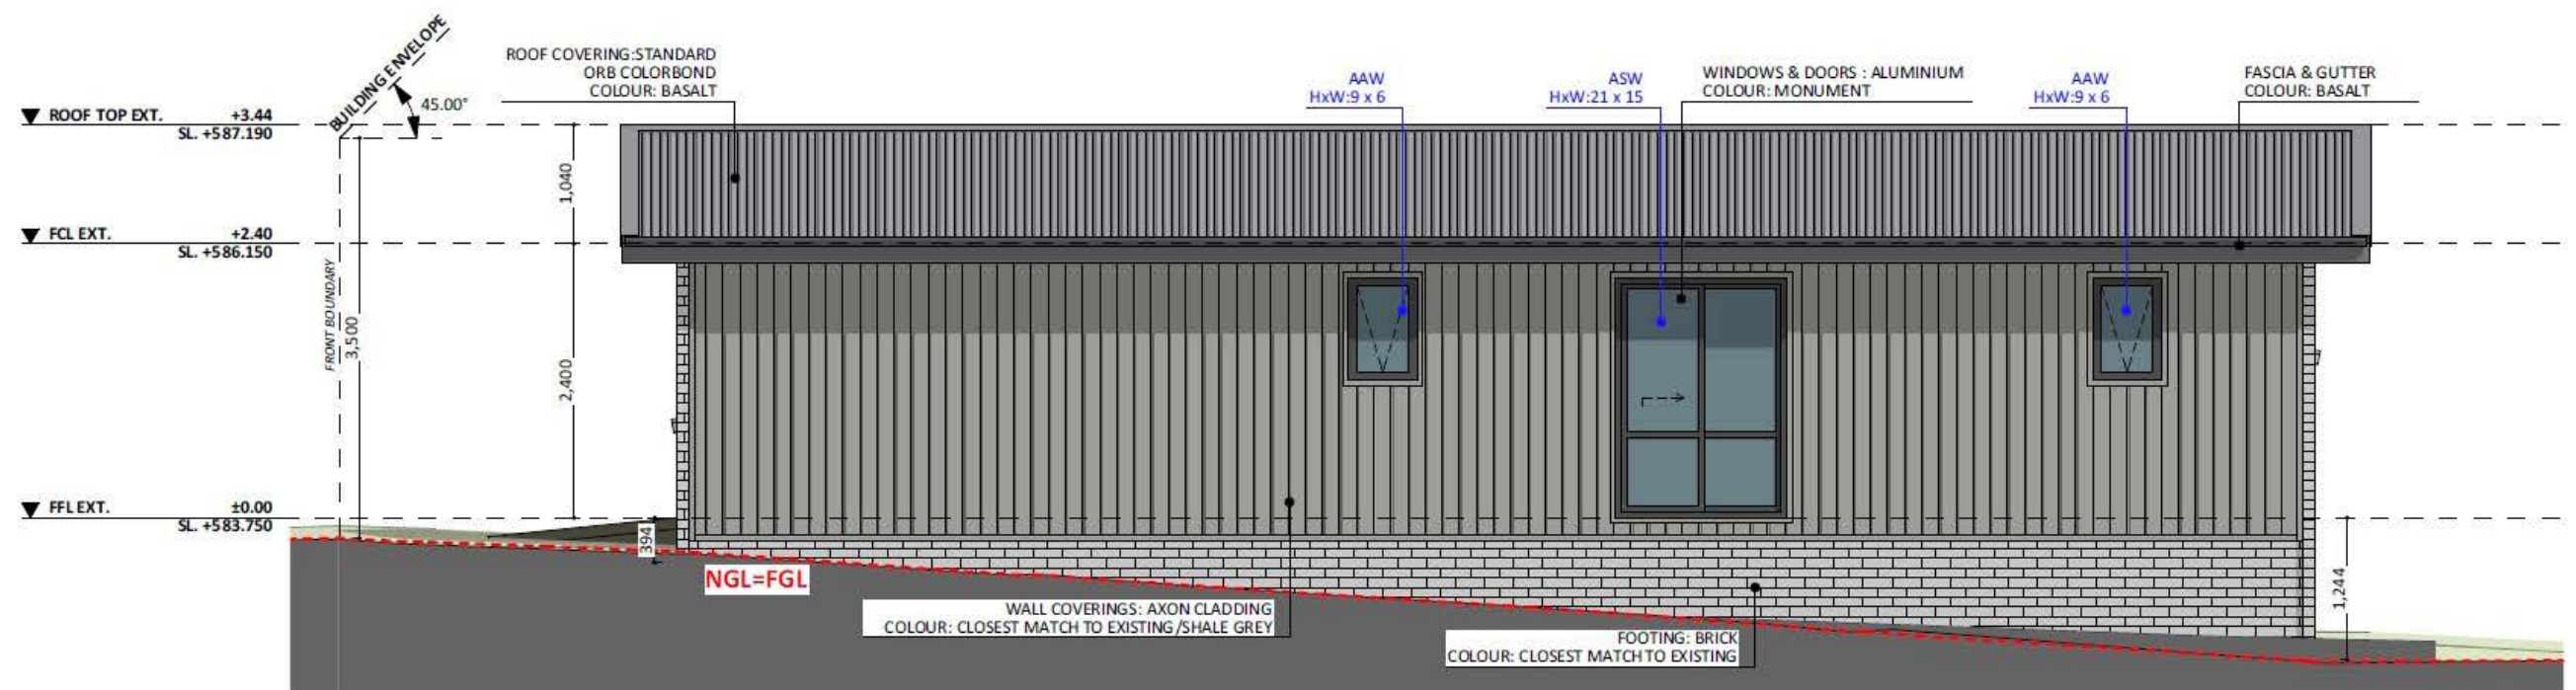 BUILDING ENVELOPE
45.00°
ROOF COVERING:STANDARD
ORB COLORBOND
COLOUR: BASALT
AAW
HxW:9 x 6
ASW
HxW:21 x 15
WINDOWS & DOORS : ALUMINIUM
COLOUR: MONUMENT
AAW
HxW:9 x 6
FASCIA & GUTTER
COLOUR: BASALT
ROOF TOP EXT. +3.44
SL. +587.190
1,040
FCL EXT. +2.40
SL. +586.150
FRONT BOUNDARY
3,500
2,400
FFL EXT. ±0.00
SL. +583.750
394
NGL=FGL
1,244
WALL COVERINGS: AXON CLADDING
COLOUR: CLOSEST MATCH TO EXISTING/SHALE GREY
FOOTING: BRICK
COLOUR: CLOSEST MATCH TO EXISTING